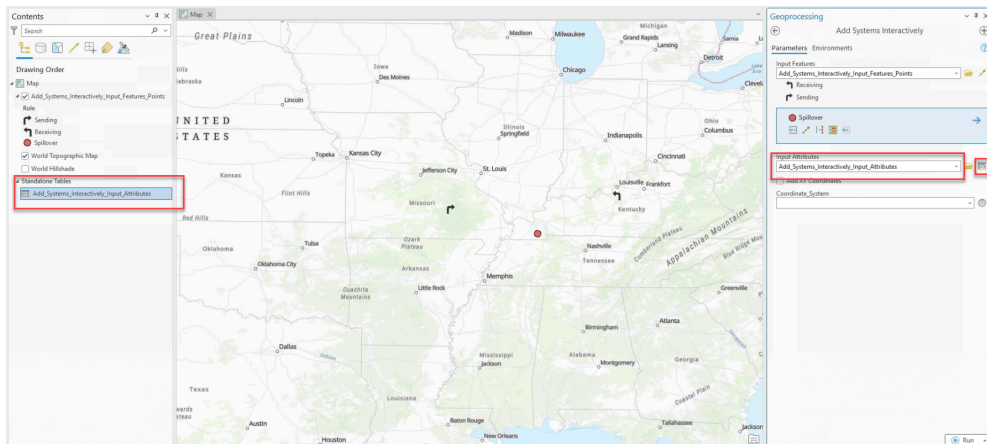 Contents
Search
Drawing Order
Map
Add_Systems_Interactively_Input_Features_Points
Role
Sending
Receiving
Spillover
World Topographic Map
World Hillshade
Standalone Tables
Add_Systems_Interactively_Input_Attributes
Map
Great Plains
Madison
Milwaukee
Michigan
Grand Rapids
Lansing
Sarnia
Detroit
Iowa
Des Moines
Chicago
Lincoln
UNITED
STATES
Illinois
Springfield
Indianapolis
Ohio
Columbus
Topeka
Kansas City
Cincinnati
Kansas
Jefferson City
St. Louis
Flint Hills
Missouri
Louisville
Frankfort
Kentucky
Red Hills
Appalachian Mountains
Cumberland Plateau
Blue Ridge
Ozark
Plateau
Tulsa
Nashville
Tennessee
Oklahoma
Oklahoma City
Arkansas
Memphis
Little Rock
Ouachita
Mountains
Greenville
Atlanta
Birmingham
Dallas
Sabine
Mississippi
Jackson
Alabama
Montgomery
Georgia
Coastal Plain
Texas
Louisiana
Austin
Baton Rouge
Tallahassee
Houston
New Orleans
Geoprocessing
Add Systems Interactively
Parameters Environments
Input Features
Add_Systems_Interactively_Input_Features_Points
Receiving
Sending
Spillover
Input Attributes
Add_Systems_Interactively_Input_Attributes
Add XY Coordinates
Coordinate_System
Run